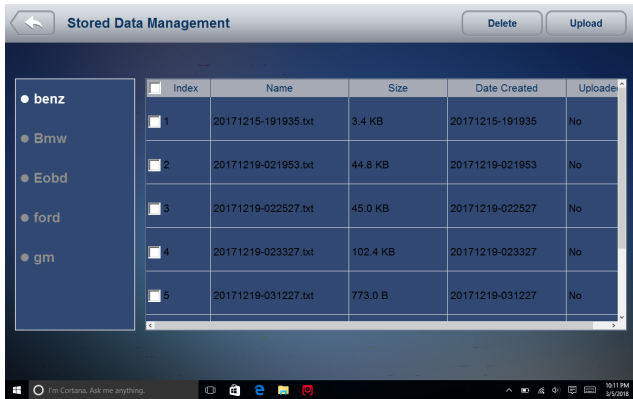 Stored Data Management Delete Upload
benz
Bmw
Eobd
ford
gm
Index Name Size Date Created Uploade
1 20171215-191935.txt 3.4 KB 20171215-191935 No
2 20171219-021953.txt 44.8 KB 20171219-021953 No
3 20171219-022527.txt 45.0 KB 20171219-022527 No
4 20171219-023327.txt 102.4 KB 20171219-023327 No
5 20171219-031227.txt 773.0 B 20171219-031227 No
I'm Cortana. Ask me anything.
10:11 PM
3/5/2018